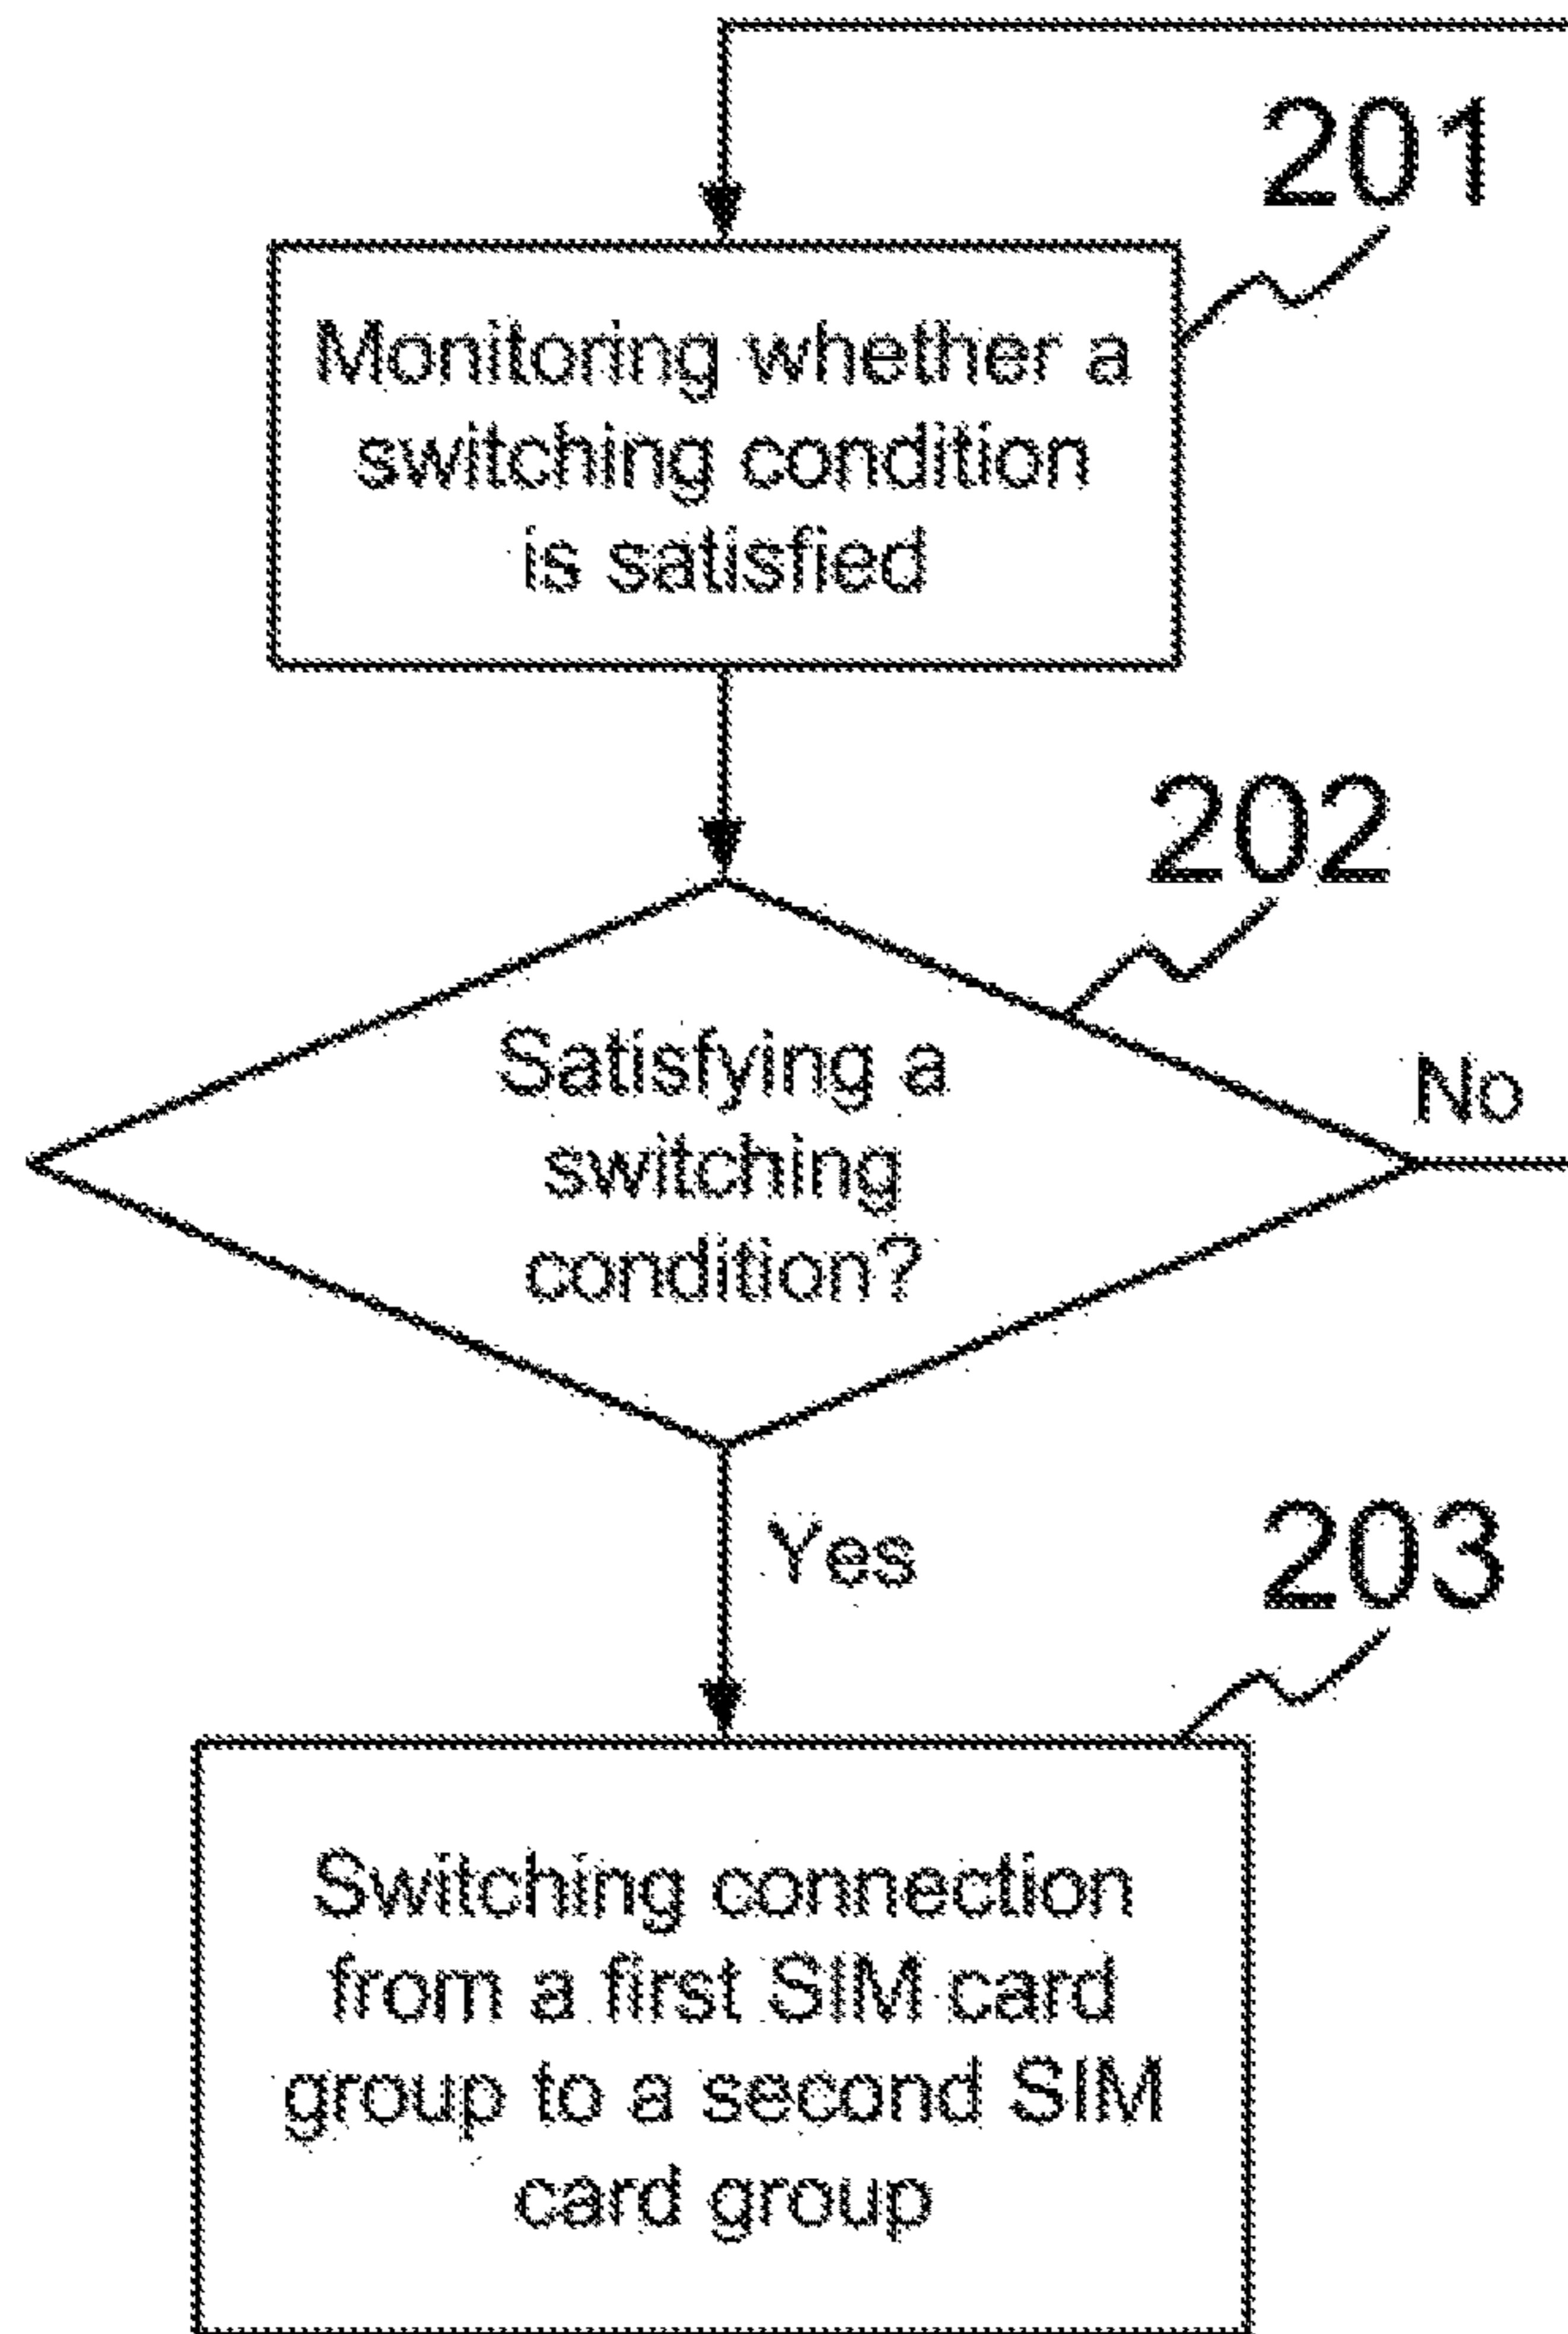 201
Monitoring whether a
switching condition
is satisfied
202
Satisfying a
switching
condition?
No
Yes
203
Switching connection
from a first SIM card
group to a second SIM
card group